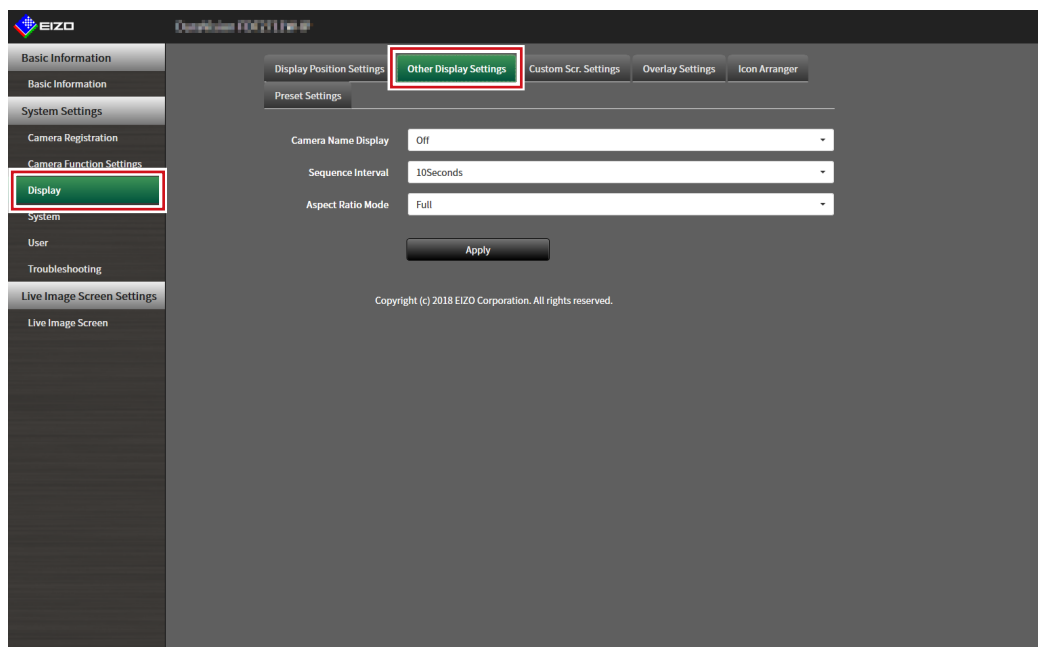 EIZO
Basic Information
Basic Information
System Settings
Camera Registration
Camera Function Settings
Display
System
User
Troubleshooting
Live Image Screen Settings
Live Image Screen
Display Position Settings
Other Display Settings
Custom Scr. Settings
Overlay Settings
Icon Arranger
Preset Settings
Camera Name Display Off
Sequence Interval 10Seconds
Aspect Ratio Mode Full
Apply
Copyright (c) 2018 EIZO Corporation. All rights reserved.